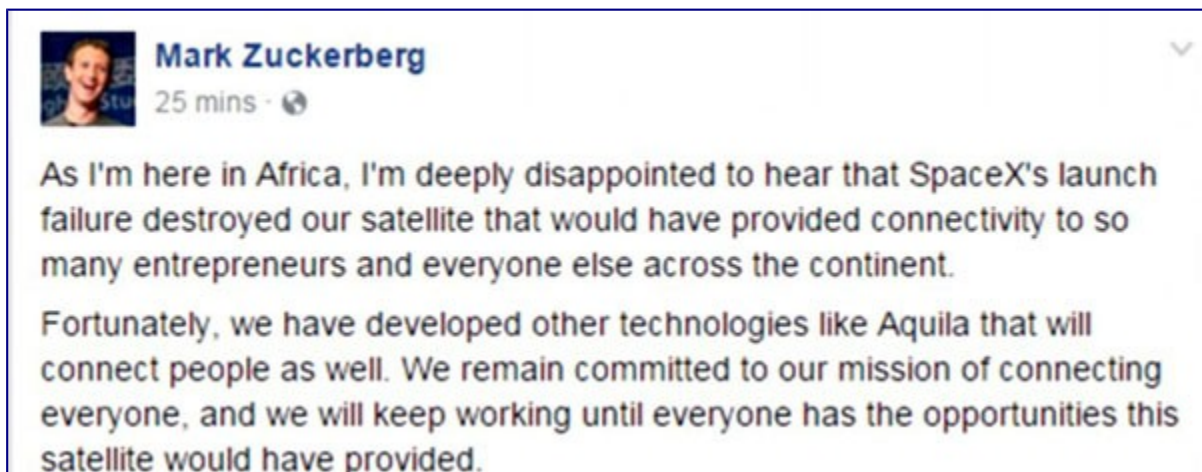 Mark Zuckerberg
25 mins ·
As I'm here in Africa, I'm deeply disappointed to hear that SpaceX's launch
failure destroyed our satellite that would have provided connectivity to so
many entrepreneurs and everyone else across the continent.
Fortunately, we have developed other technologies like Aquila that will
connect people as well. We remain committed to our mission of connecting
everyone, and we will keep working until everyone has the opportunities this
satellite would have provided.